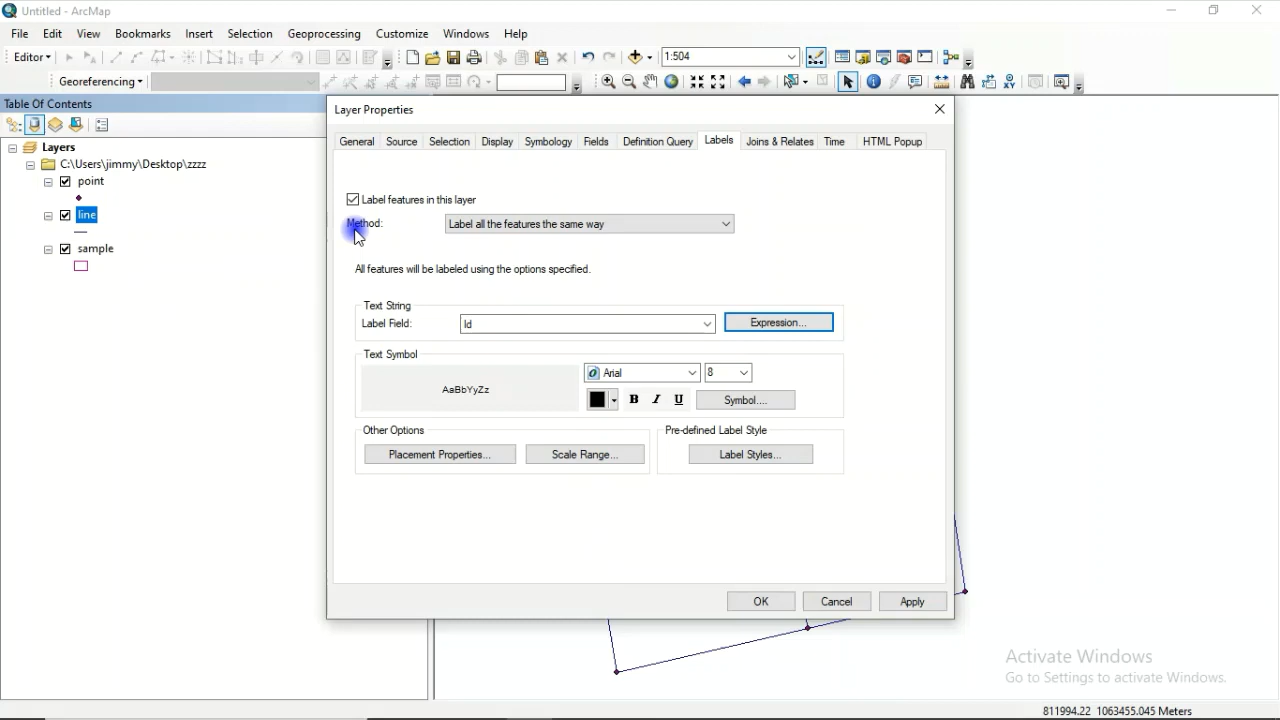 Untitled - ArcMap
File Edit View Bookmarks Insert Selection Geoprocessing Customize Windows Help
Editor 1:504
Georeferencing
Table Of Contents
Layers
C:\Users\jimmy\Desktop\zzzz
point
line
sample
Layer Properties
General Source Selection Display Symbology Fields Definition Query Labels Joins & Relates Time HTML Popup
Label features in this layer
Method: Label all the features the same way
All features will be labeled using the options specified.
Text String
Label Field: Id Expression...
Text Symbol
AaBbYyZz Arial 8
B I U Symbol....
Other Options Pre-defined Label Style
Placement Properties... Scale Range... Label Styles...
OK Cancel Apply
Activate Windows
Go to Settings to activate Windows.
811994.22 1063455.045 Meters